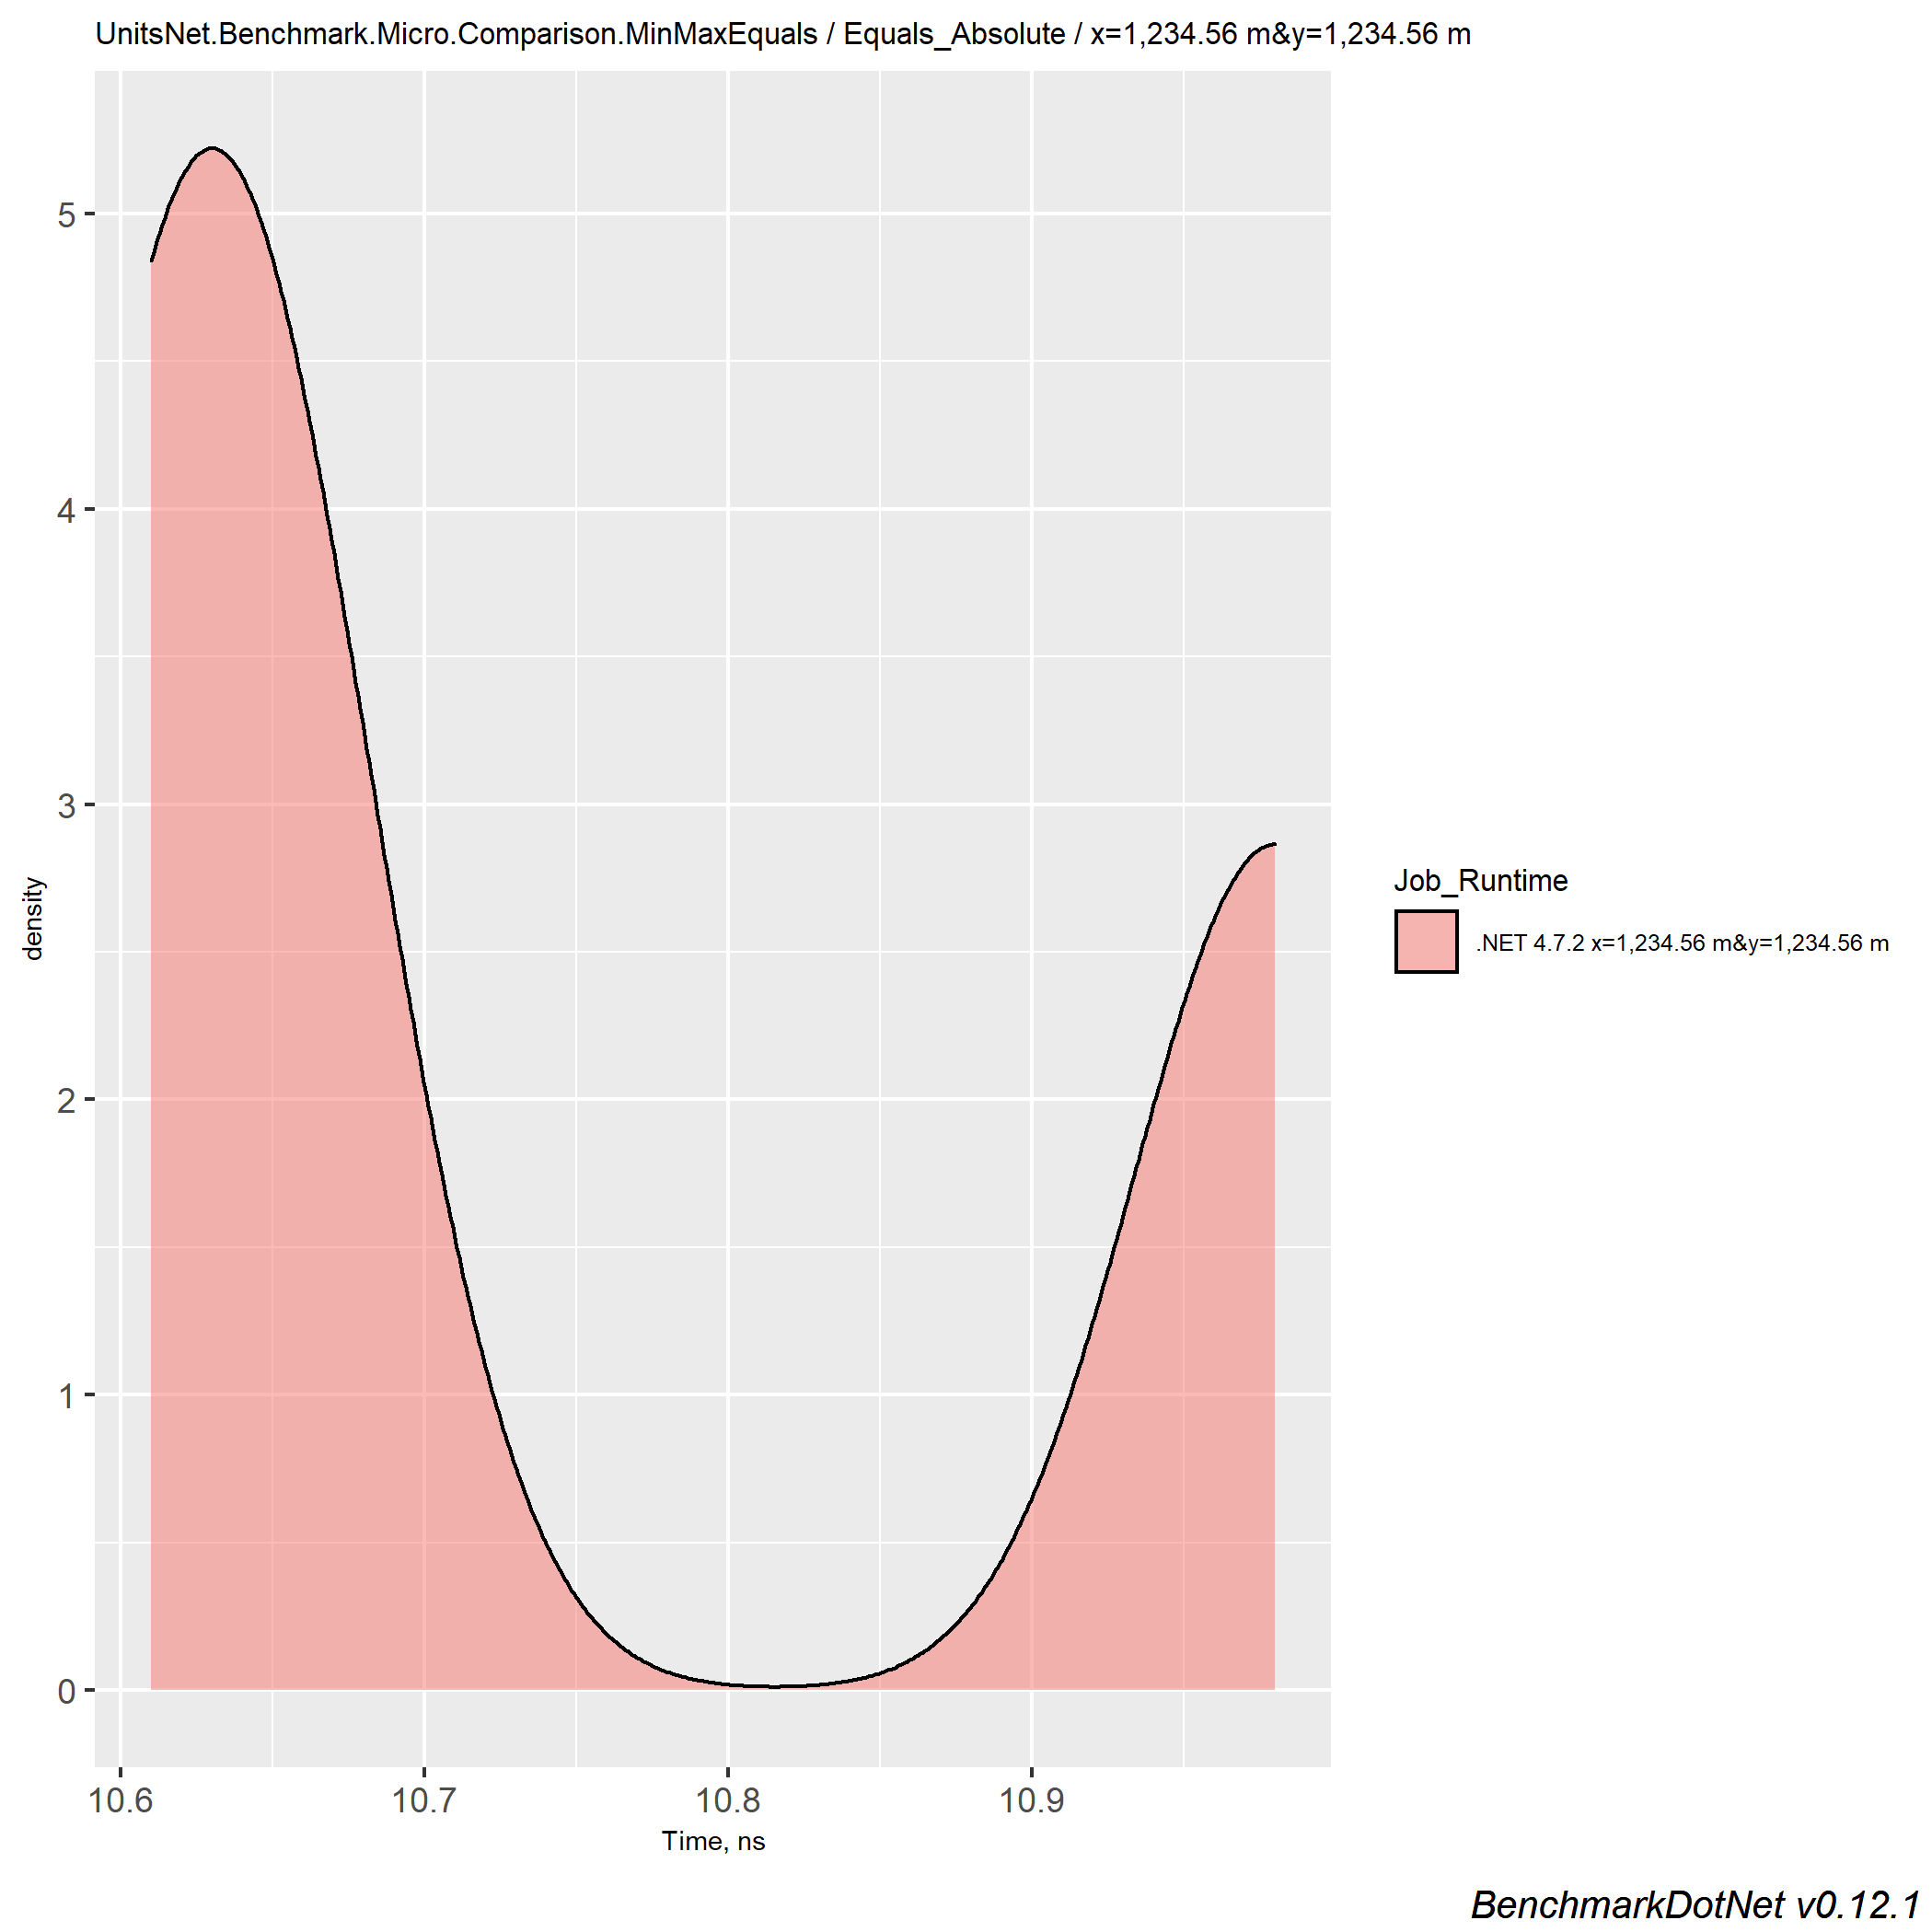 UnitsNet.Benchmark.Micro.Comparison.MinMaxEquals / Equals_Absolute / x=1,234.56 m&y=1,234.56 m
5
4
3
2
1
0
density
10.6 10.7 10.8 10.9
Time, ns
Job_Runtime
.NET 4.7.2 x=1,234.56 m&y=1,234.56 m
BenchmarkDotNet v0.12.1